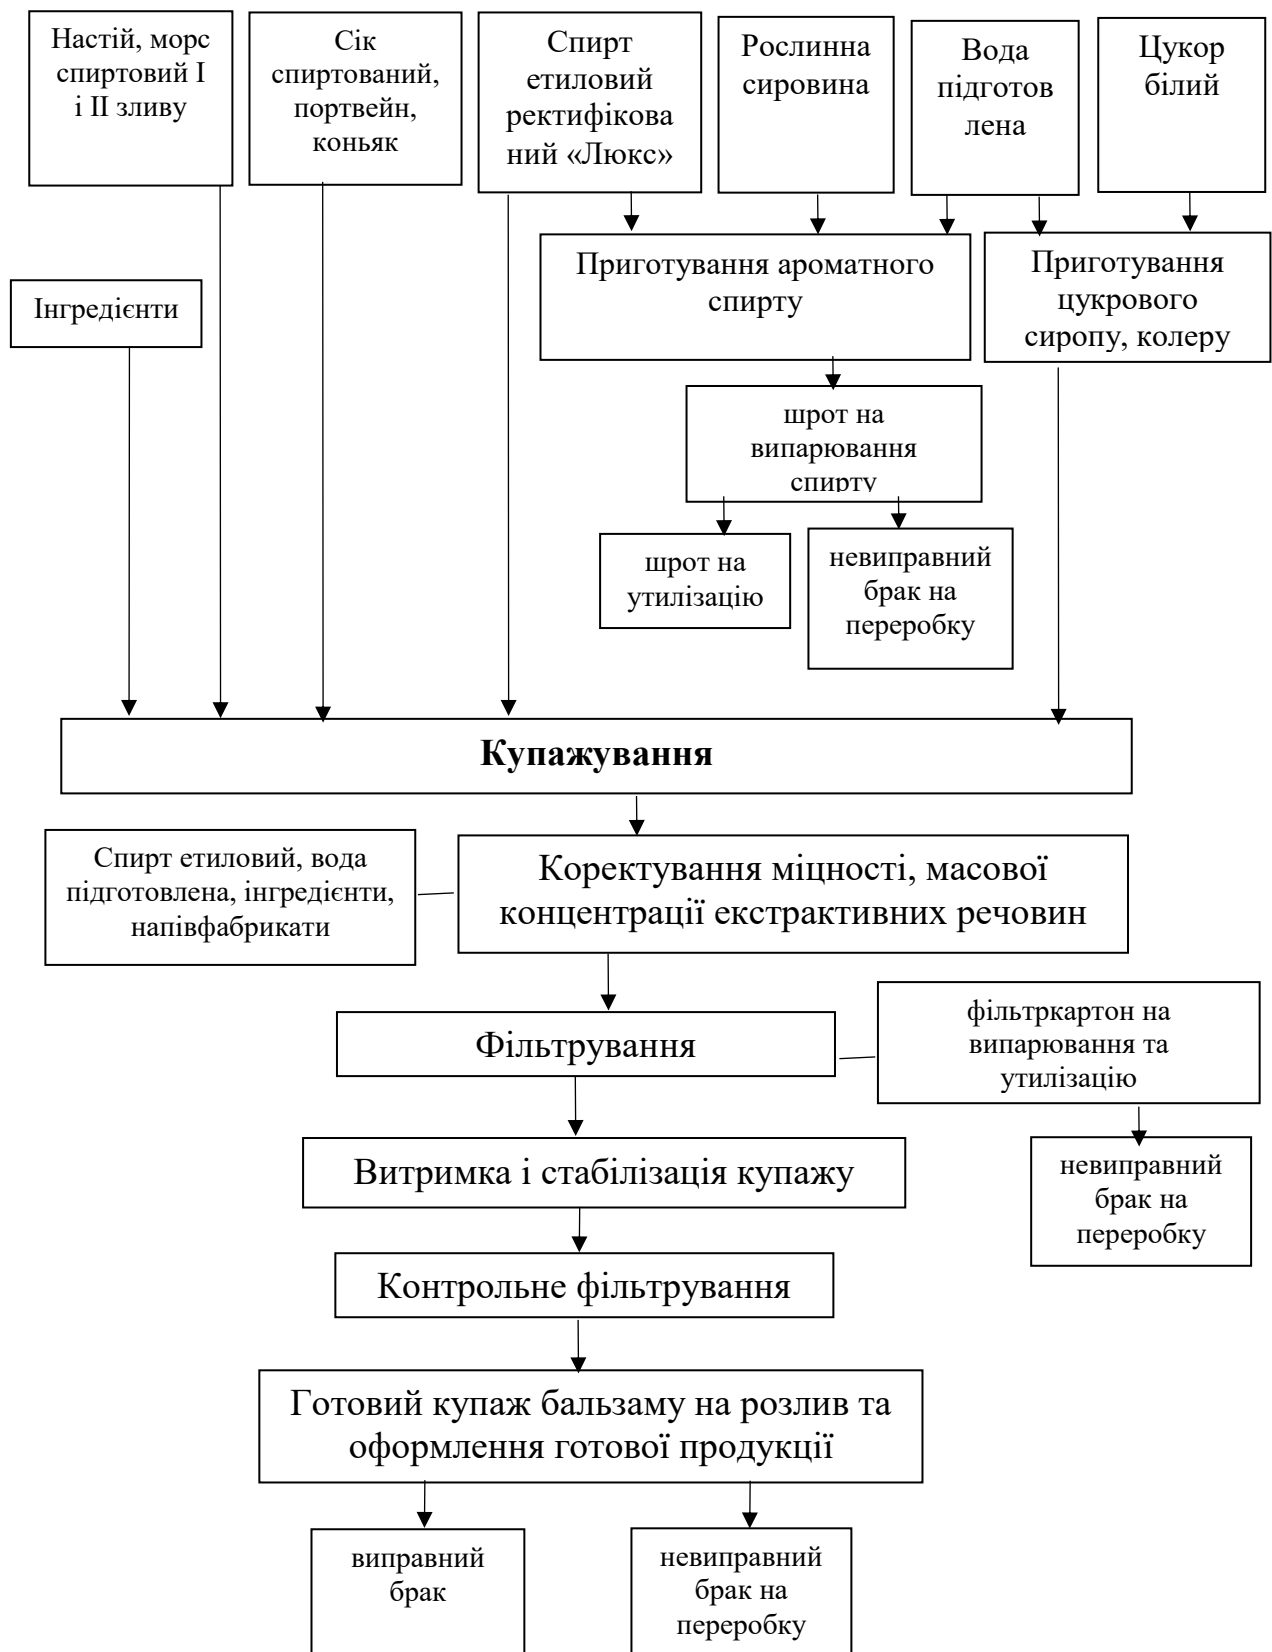 Настій, морс
спиртовий І
і ІІ зливу
Сік
спиртований,
портвейн,
коньяк
Спирт
етиловий
ректифікова
ний «Люкс»
Рослинна
сировина
Вода
підготов
лена
Цукор
білий
Інгредієнти
Приготування ароматного
спирту
Приготування
цукрового
сиропу, колеру
шрот на
випарювання
спирту
шрот на
утилізацію
невиправний
брак на
переробку
Купажування
Спирт етиловий, вода
підготовлена, інгредієнти,
напівфабрикати
Коректування міцності, масової
концентрації екстрактивних речовин
Фільтрування
фільтркартон на
випарювання та
утилізацію
Витримка і стабілізація купажу
невиправний
брак на
переробку
Контрольне фільтрування
Готовий купаж бальзаму на розлив та
оформлення готової продукції
виправний
брак
невиправний
брак на
переробку